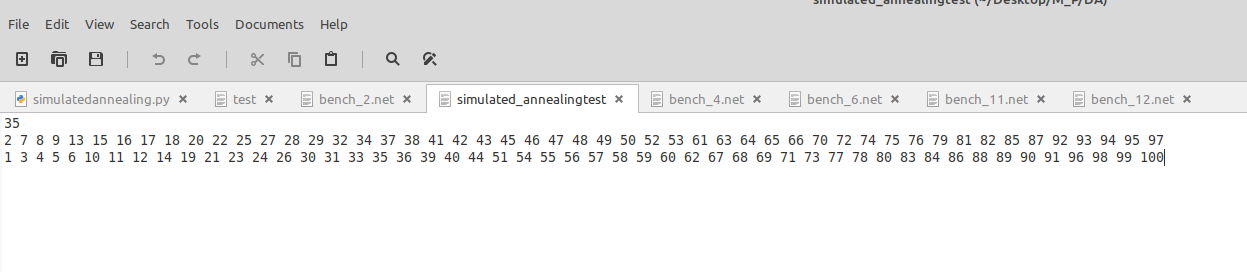 simulated_annealingtest (~/Desktop/M_P/DA)
File Edit View Search Tools Documents Help
simulatedannealing.py test bench_2.net simulated_annealingtest bench_4.net bench_6.net bench_11.net bench_12.net
35
2 7 8 9 13 15 16 17 18 20 22 25 27 28 29 32 34 37 38 41 42 43 45 46 47 48 49 50 52 53 61 63 64 65 66 70 72 74 75 76 79 81 82 85 87 92 93 94 95 97
1 3 4 5 6 10 11 12 14 19 21 23 24 26 30 31 33 35 36 39 40 44 51 54 55 56 57 58 59 60 62 67 68 69 71 73 77 78 80 83 84 86 88 89 90 91 96 98 99 100